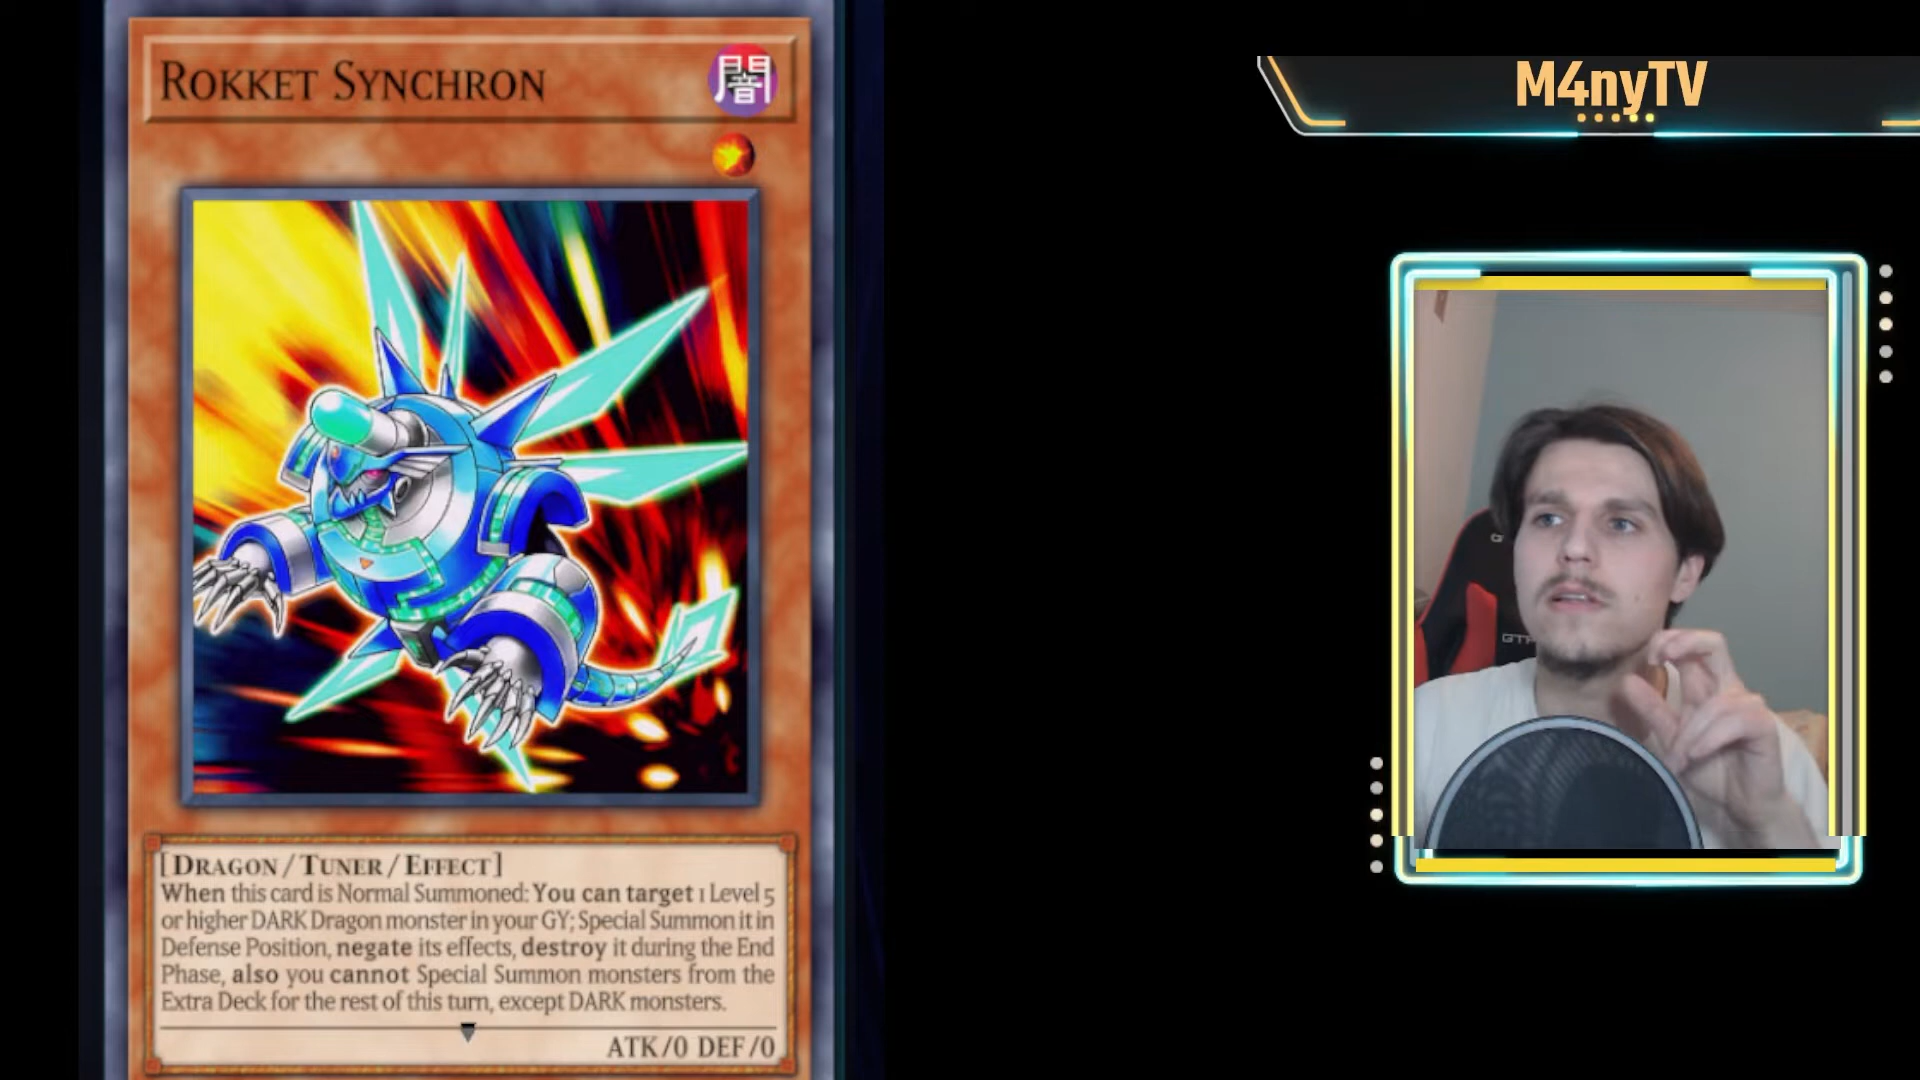 ROKKET SYNCHRON
闇
[DRAGON/TUNER/EFFECT]
When this card is Normal Summoned: You can target 1 Level 5
or higher DARK Dragon monster in your GY; Special Summon it in
Defense Position, negate its effects, destroy it during the End
Phase, also you cannot Special Summon monsters from the
Extra Deck for the rest of this turn, except DARK monsters.
ATK/0 DEF/0
M4nyTV